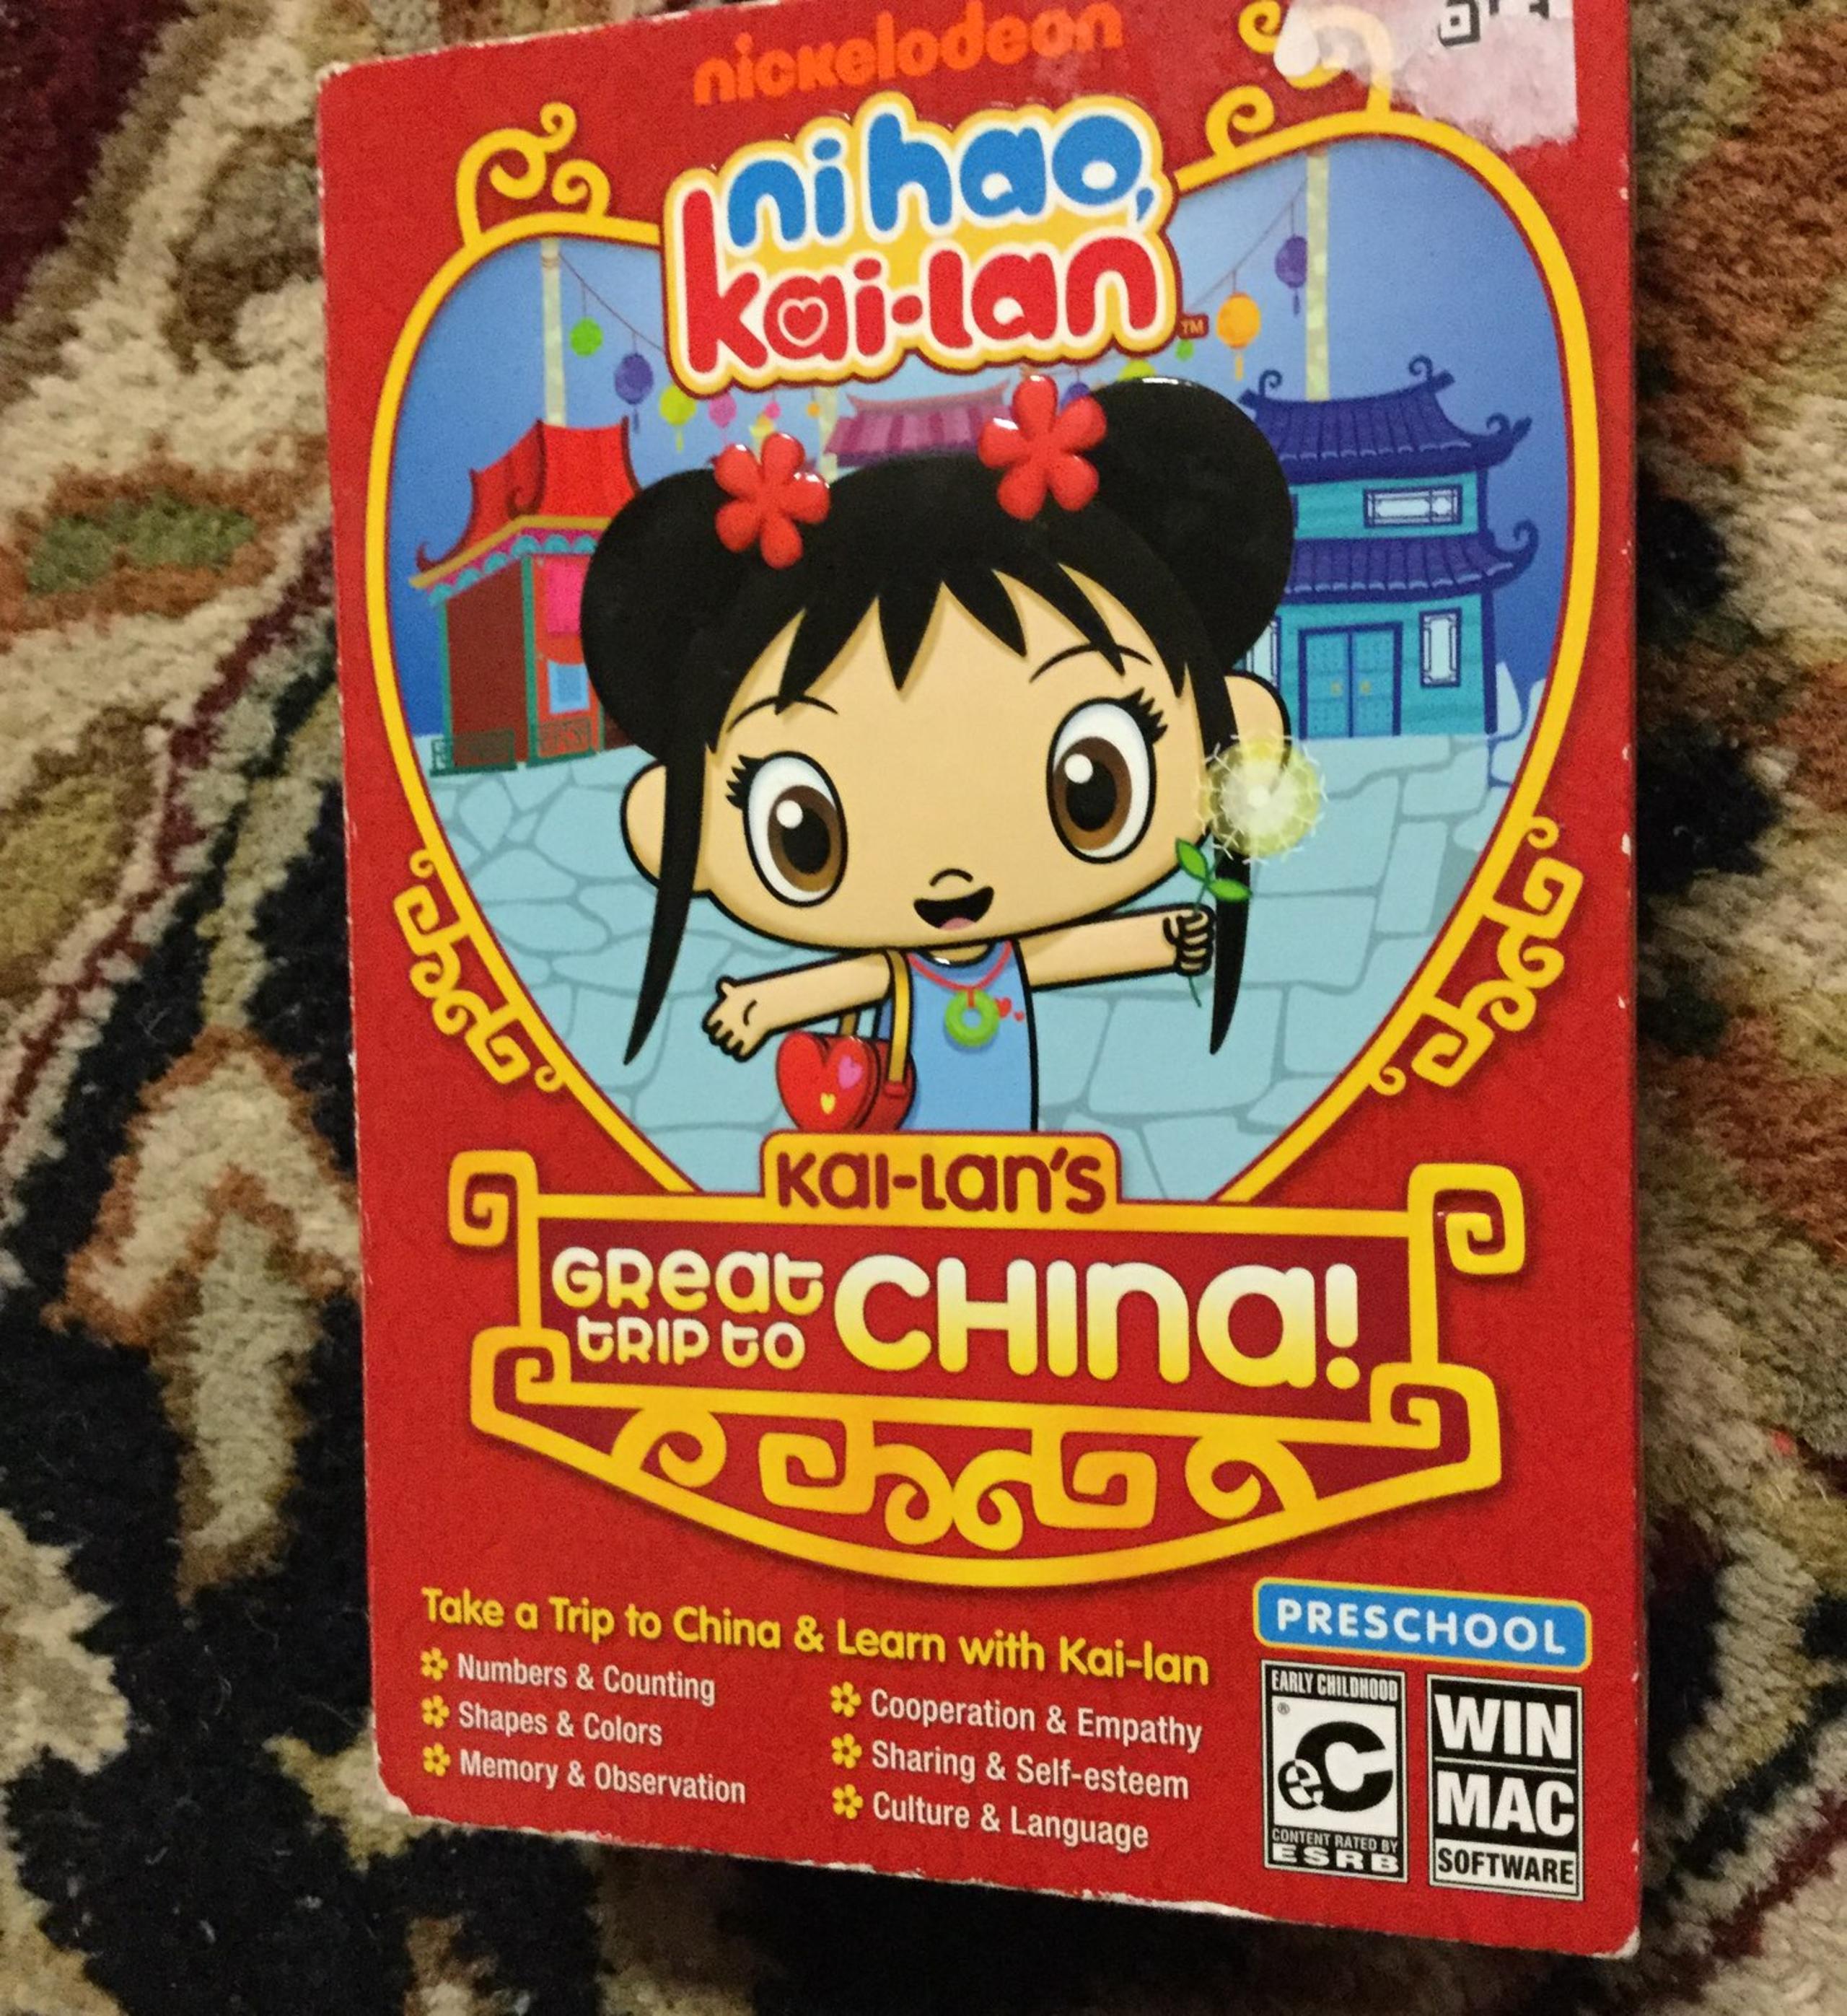 nickelodeon
ni hao,
kai-lan™
KAI-Lan's
GReat
tRIP to
CHIna!
Take a Trip to China & Learn with Kai-lan
Numbers & Counting
Shapes & Colors
Memory & Observation
Cooperation & Empathy
Sharing & Self-esteem
Culture & Language
PRESCHOOL
EARLY CHILDHOOD
eC
®
CONTENT RATED BY
ESRB
WIN
MAC
SOFTWARE